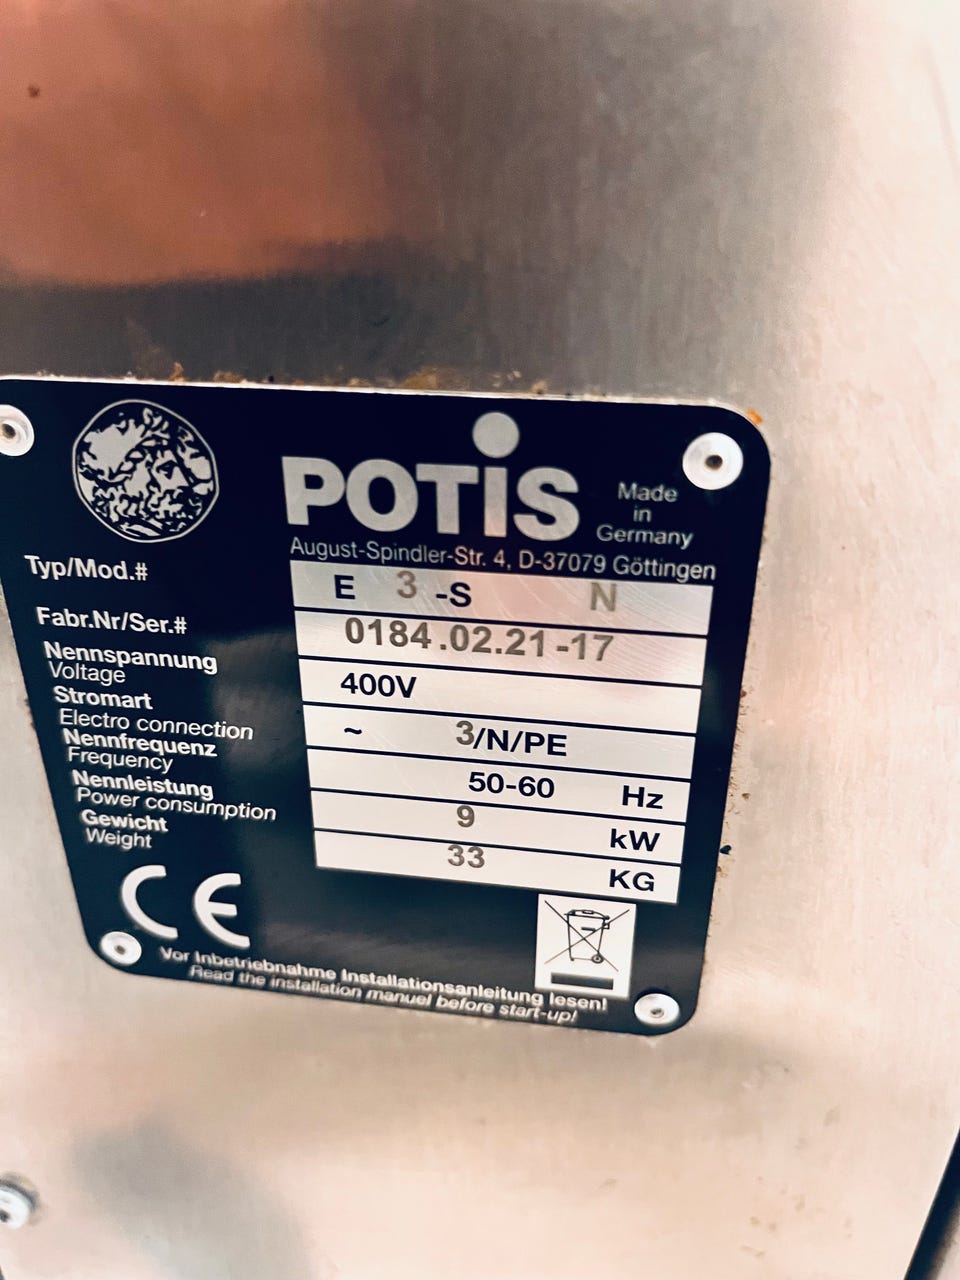 POTIS
Made
in
Germany
August-Spindler-Str. 4, D-37079 Göttingen
Typ/Mod.# E 3 -S N
Fabr.Nr/Ser.# 0184.02.21-17
Nennspannung
Voltage 400V
Stromart
Electro connection ~ 3/N/PE
Nennfrequenz
Frequency 50-60 Hz
Nennleistung
Power consumption 9 kW
Gewicht
Weight 33 KG
CE
Vor Inbetriebnahme Installationsanleitung lesen!
Read the installation manuel before start-up!